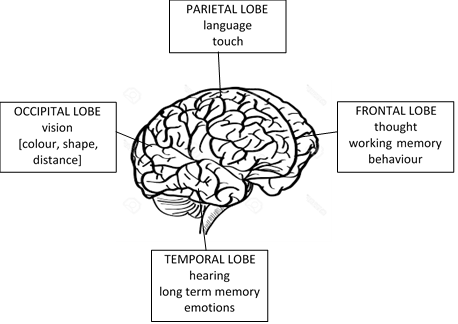 PARIETAL LOBE
language
touch
OCCIPITAL LOBE
vision
[colour, shape,
distance]
FRONTAL LOBE
thought
working memory
behaviour
TEMPORAL LOBE
hearing
long term memory
emotions